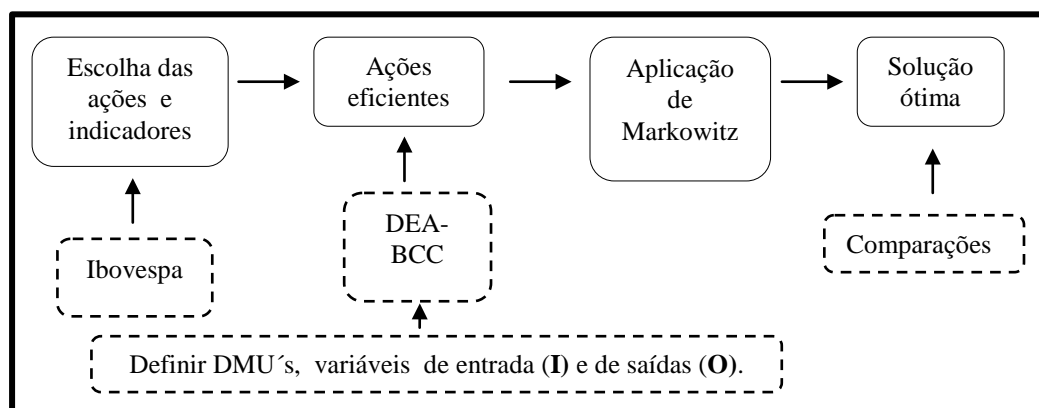 Escolha das
ações e
indicadores
Ações
eficientes
Aplicação
de
Markowitz
Solução
ótima
Ibovespa
DEA-
BCC
Comparações
Definir DMU´s, variáveis de entrada (I) e de saídas (O).